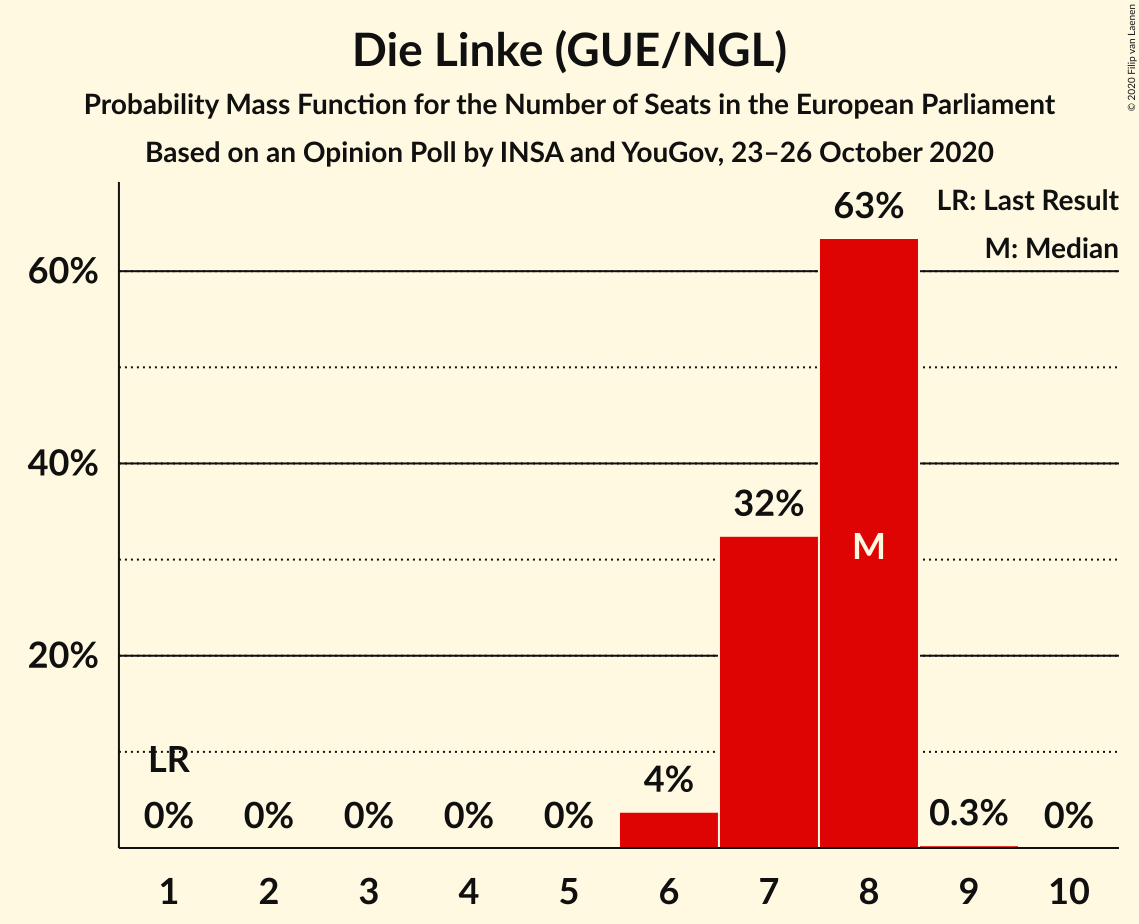 Die Linke (GUE/NGL)
Probability Mass Function for the Number of Seats in the European Parliament
Based on an Opinion Poll by INSA and YouGov, 23–26 October 2020
© 2020 Filip van Laenen
LR: Last Result
M: Median
60%
40%
20%
63%
32%
M
LR
0%
0%
0%
0%
0%
4%
0.3%
0%
1 2 3 4 5 6 7 8 9 10